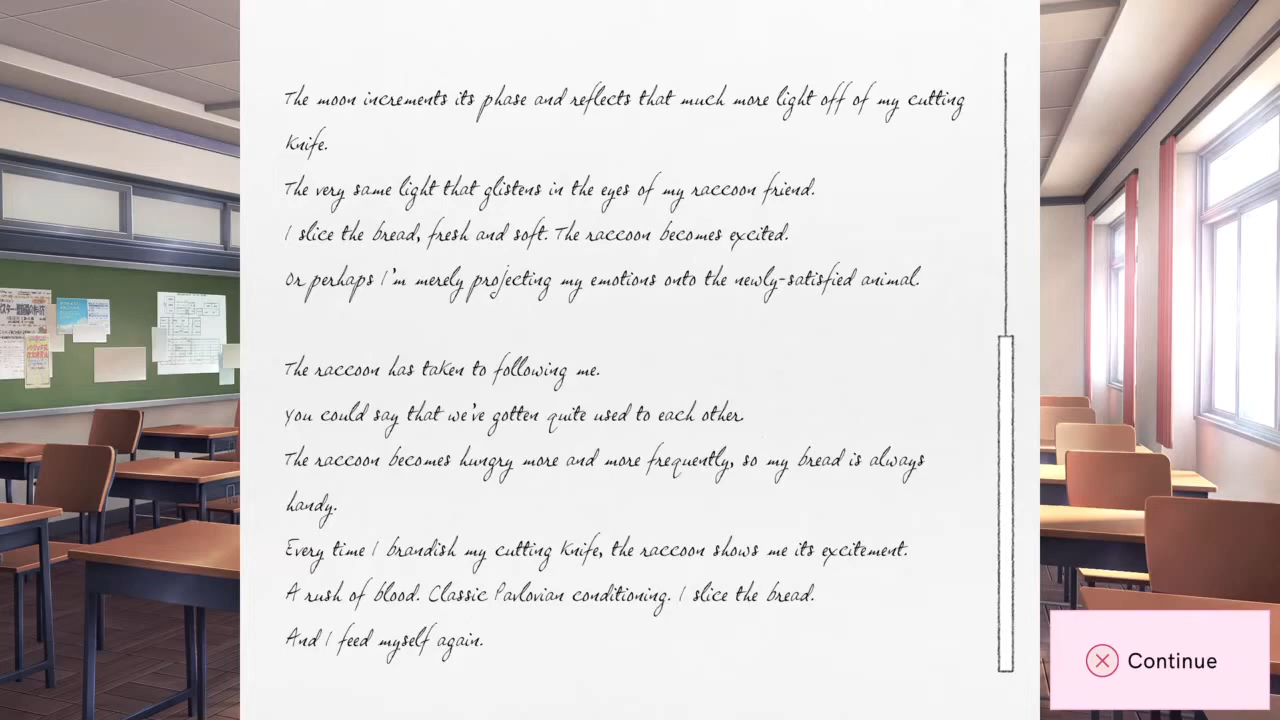 The moon increments its phase and reflects that much more light off of my cutting
knife.
The very same light that glistens in the eyes of my raccoon friend.
I slice the bread, fresh and soft. The raccoon becomes excited.
Or perhaps I'm merely projecting my emotions onto the newly-satisfied animal.
The raccoon has taken to following me.
You could say that we've gotten quite used to each other.
The raccoon becomes hungry more and more frequently, so my bread is always
handy.
Every time I brandish my cutting knife, the raccoon shows me its excitement.
A rush of blood. Classic Pavlovian conditioning. I slice the bread.
And I feed myself again.
Continue